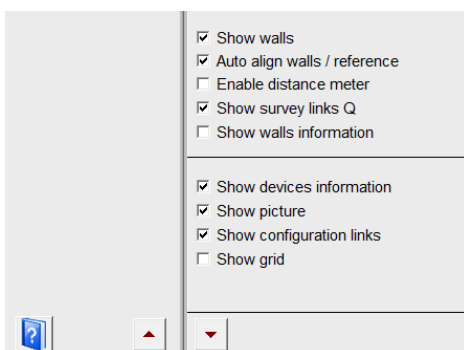 Show walls
Auto align walls / reference
Enable distance meter
Show survey links Q
Show walls information
Show devices information
Show picture
Show configuration links
Show grid
?